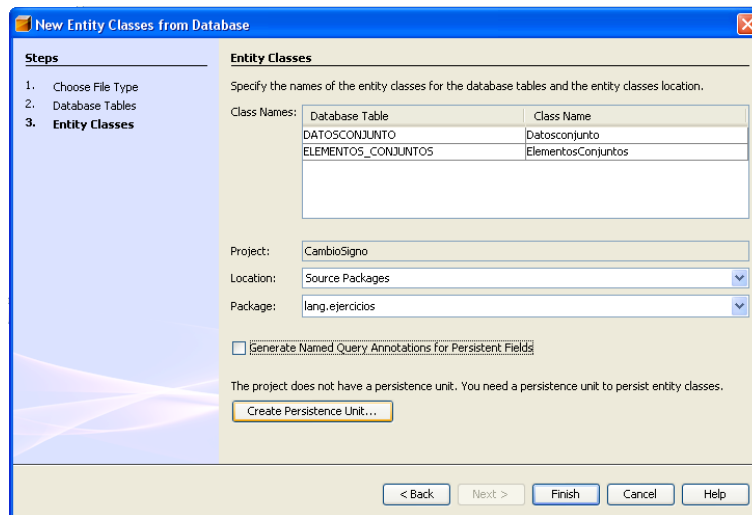 New Entity Classes from Database
Steps
1. Choose File Type
2. Database Tables
3. Entity Classes
Entity Classes
Specify the names of the entity classes for the database tables and the entity classes location.
Class Names:
Database Table Class Name
DATOSCONJUNTO Datosconjunto
ELEMENTOS_CONJUNTOS ElementosConjuntos
Project: CambioSigno
Location: Source Packages
Package: lang.ejercicios
Generate Named Query Annotations for Persistent Fields
The project does not have a persistence unit. You need a persistence unit to persist entity classes.
Create Persistence Unit...
< Back Next > Finish Cancel Help